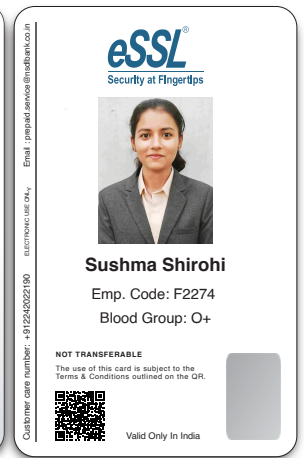 eSSL®
Security at Fingertips
Sushma Shirohi
Emp. Code: F2274
Blood Group: O+
NOT TRANSFERABLE
The use of this card is subject to the
Terms & Conditions outlined on the QR.
Valid Only In India
Customer care number: +912242022190
ELECTRONIC USE ONLY
Email : prepaid.service@nsdlbank.co.in